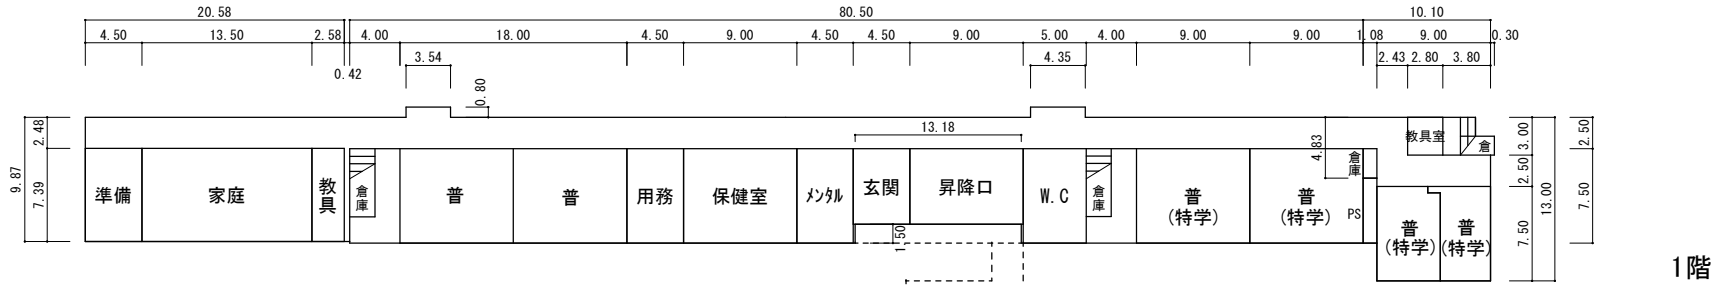 20.58 80.50 10.10
4.50 13.50 2.58 4.00 18.00 4.50 9.00 4.50 4.50 9.00 5.00 4.00 9.00 9.00 1.08 9.00 0.30
3.54 4.35 2.43 2.80 3.80
0.42
0.80
9.87 2.48 7.39
13.18
4.83
教具室 倉
3.00 2.50 7.50 13.00 2.50 7.50
準備 家庭 教具 倉庫 普 普 用務 保健室 メンタル 玄関 昇降口 W.C 倉庫 普(特学) 普(特学) 倉庫 PS
普(特学) 普(特学)
1.50
1階